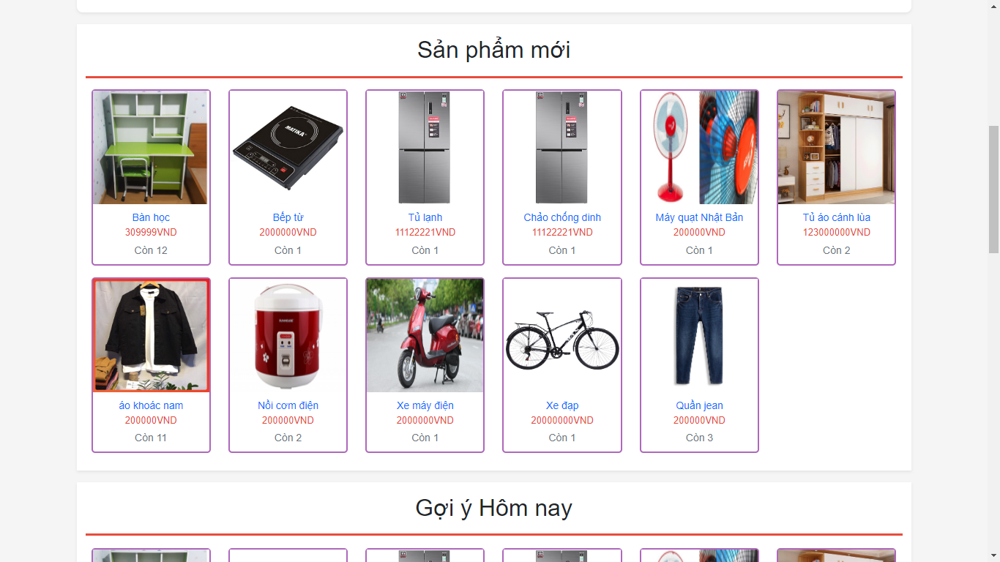 Sản phẩm mới
MATIKA
Bàn học
Bếp từ
Tủ lạnh
Chảo chống dinh
Máy quạt Nhật Bản
Tủ áo cánh lùa
309999VND
2000000VND
11122221VND
11122221VND
200000VND
123000000VND
Còn 12
Còn 1
Còn 1
Còn 1
Còn 1
Còn 2
áo khoác nam
Nồi cơm điện
Xe máy điện
Xe đạp
Quần jean
200000VND
200000VND
2000000VND
20000000VND
200000VND
Còn 11
Còn 2
Còn 1
Còn 1
Còn 3
Gợi ý Hôm nay